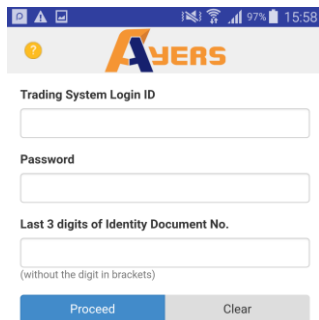 97% 15:58
?
AYERS
Trading System Login ID
Password
Last 3 digits of Identity Document No.
(without the digit in brackets)
Proceed Clear